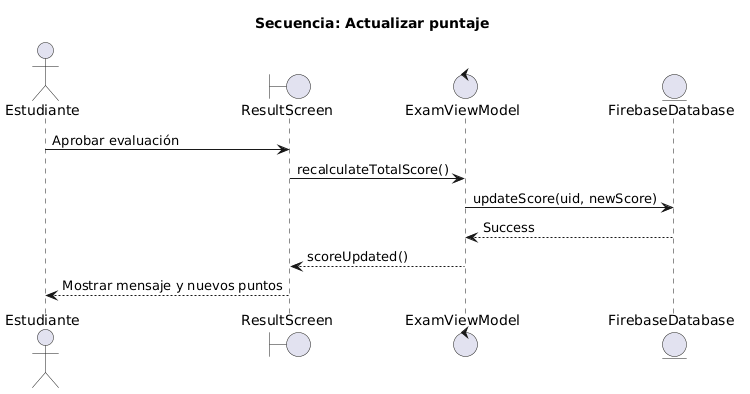 Secuencia: Actualizar puntaje
Estudiante
ResultScreen
ExamViewModel
FirebaseDatabase
Aprobar evaluación
recalculateTotalScore()
updateScore(uid, newScore)
Success
scoreUpdated()
Mostrar mensaje y nuevos puntos
Estudiante
ResultScreen
ExamViewModel
FirebaseDatabase